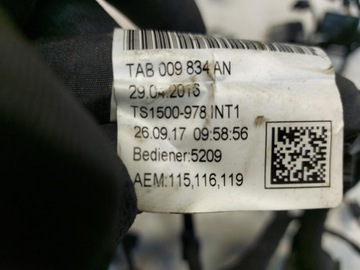 TAB 009 834 AN
29.04.2016
TS1500-978 INT1
26.09.17 09:58:56
Bediener:5209
AEM:115,116,119